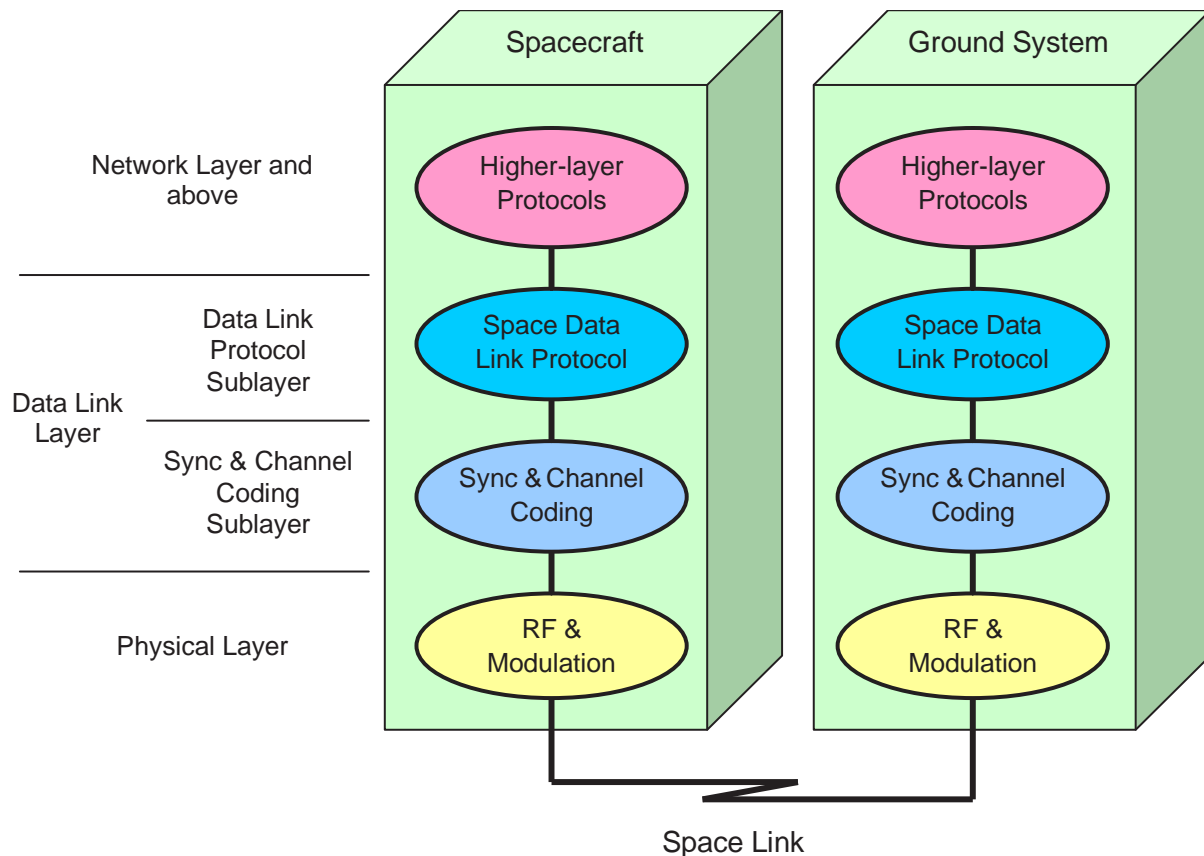 Spacecraft
Ground System
Network Layer and
above
Higher-layer
Protocols
Higher-layer
Protocols
Data Link
Layer
Data Link
Protocol
Sublayer
Space Data
Link Protocol
Space Data
Link Protocol
Sync & Channel
Coding
Sublayer
Sync & Channel
Coding
Sync & Channel
Coding
Physical Layer
RF &
Modulation
RF &
Modulation
Space Link